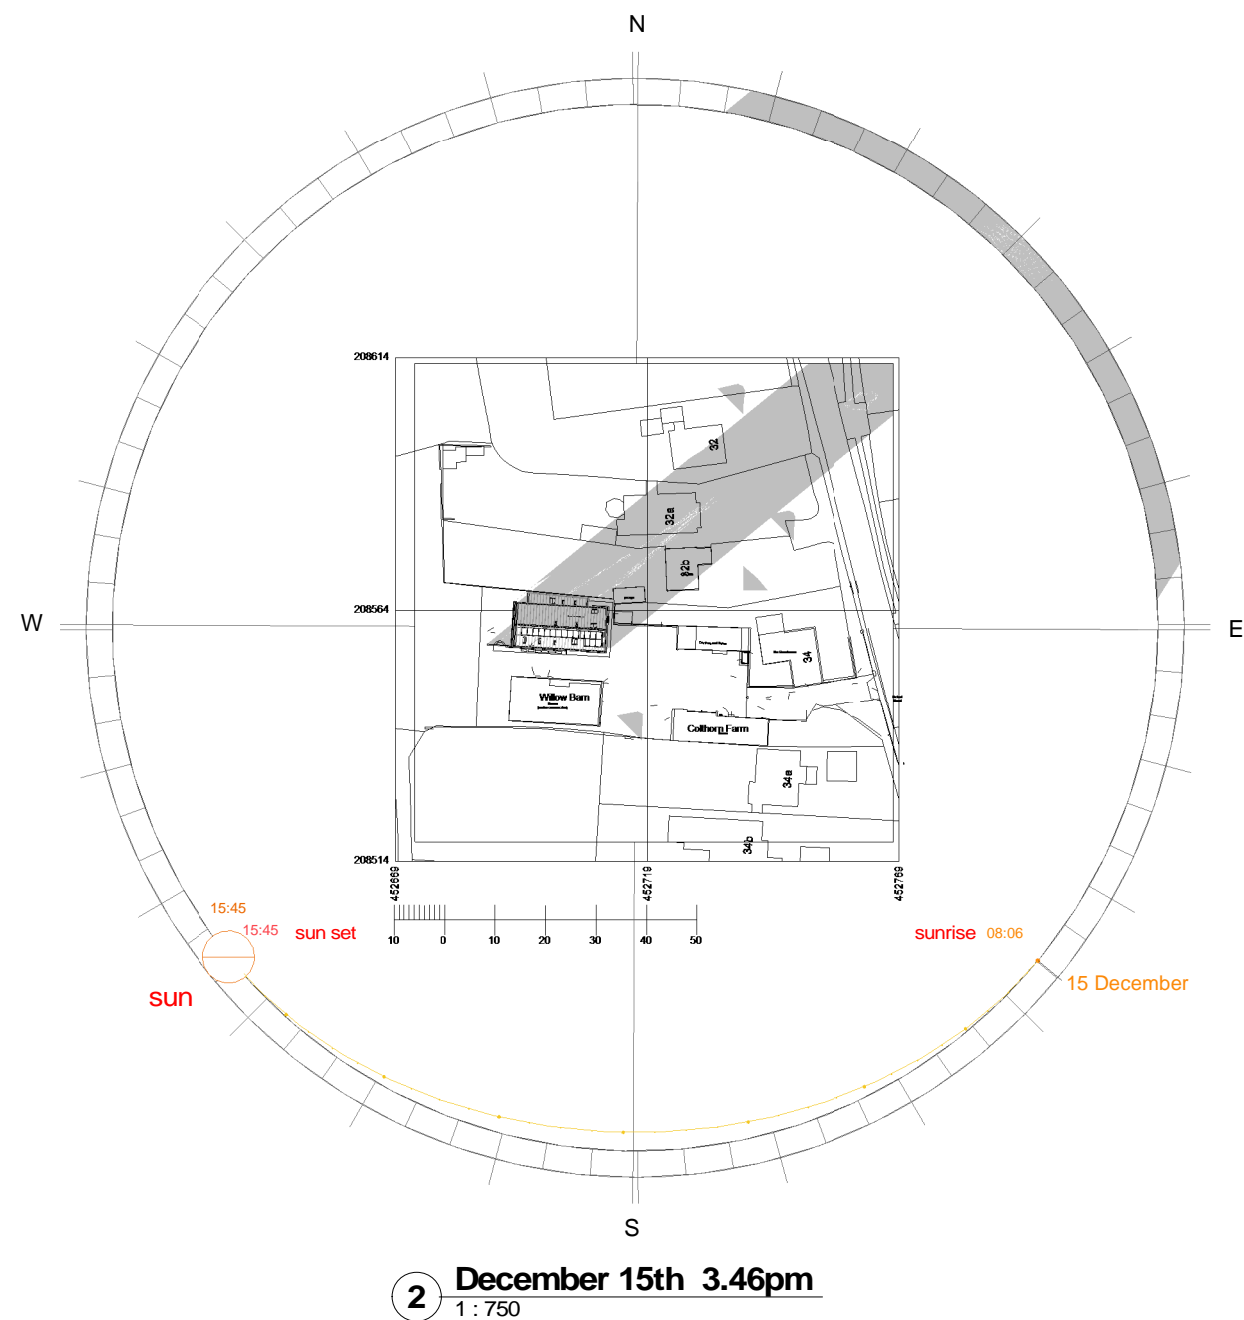 N
208614
32
32a
32b
W
208564
E
34
Willow Barn
Colthorn Farm
34a
34b
208514
452669
452719
452769
15:45
15:45
sun set
10 0 10 20 30 40 50
sunrise 08:06
sun
15 December
S
2
December 15th 3.46pm
1 : 750